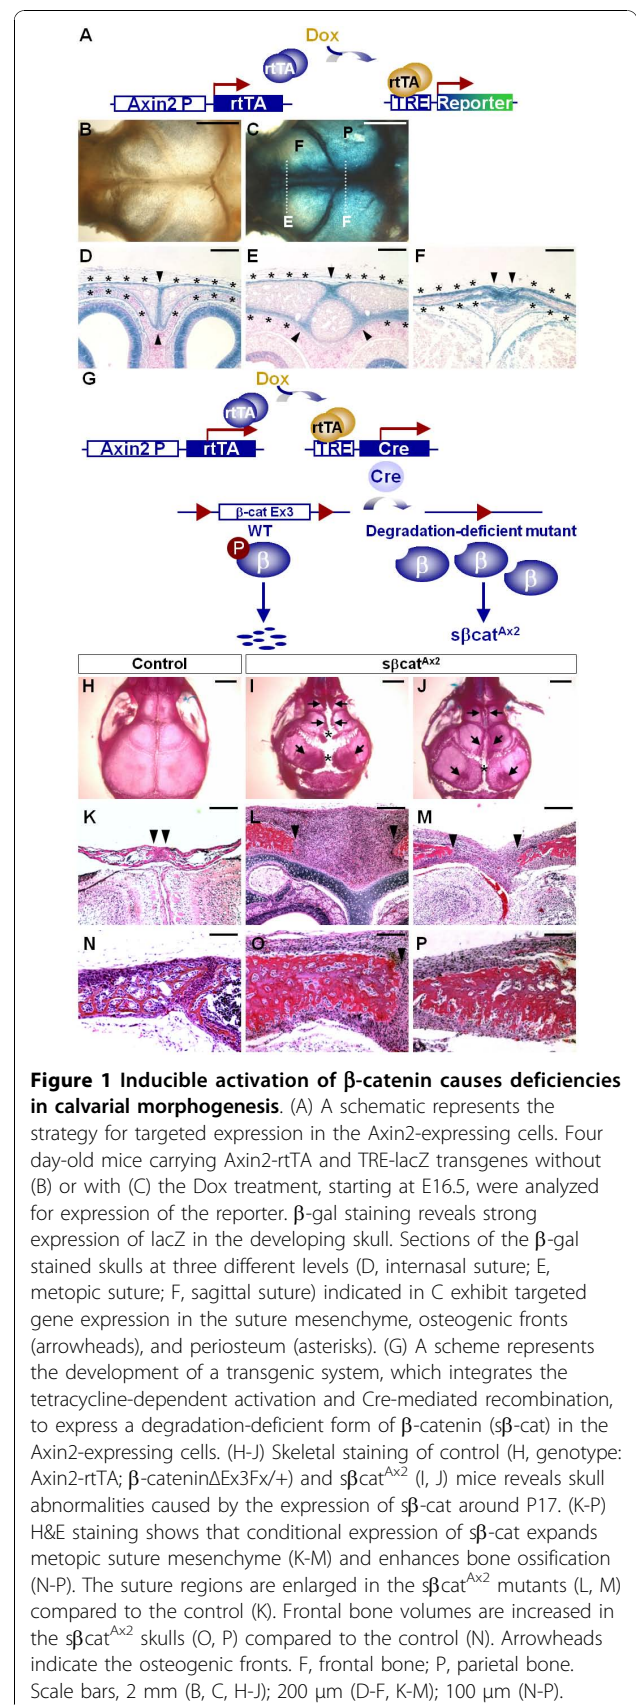 A
Dox
rtTA
rtTA
Axin2 P
rtTA
TRE
Reporter
B
C
F
P
E
F
D
* * * * * * * *
* * * * * *
* *
E
* * * * * * * *
* * * * * *
F
* * * * * *
* * * * * *
G
Dox
rtTA
rtTA
Axin2 P
rtTA
TRE
Cre
Cre
β-cat Ex3
WT
Degradation-deficient mutant
P
β
β
β
β
sβcatAx2
Control
sβcatAx2
H
I
*
*
J
*
K
L
M
N
O
P
Figure 1 Inducible activation of β-catenin causes deficiencies
in calvarial morphogenesis. (A) A schematic represents the
strategy for targeted expression in the Axin2-expressing cells. Four
day-old mice carrying Axin2-rtTA and TRE-lacZ transgenes without
(B) or with (C) the Dox treatment, starting at E16.5, were analyzed
for expression of the reporter. β-gal staining reveals strong
expression of lacZ in the developing skull. Sections of the β-gal
stained skulls at three different levels (D, internasal suture; E,
metopic suture; F, sagittal suture) indicated in C exhibit targeted
gene expression in the suture mesenchyme, osteogenic fronts
(arrowheads), and periosteum (asterisks). (G) A scheme represents
the development of a transgenic system, which integrates the
tetracycline-dependent activation and Cre-mediated recombination,
to express a degradation-deficient form of β-catenin (sβ-cat) in the
Axin2-expressing cells. (H-J) Skeletal staining of control (H, genotype:
Axin2-rtTA; β-cateninΔEx3Fx/+) and sβcatAx2 (I, J) mice reveals skull
abnormalities caused by the expression of sβ-cat around P17. (K-P)
H&E staining shows that conditional expression of sβ-cat expands
metopic suture mesenchyme (K-M) and enhances bone ossification
(N-P). The suture regions are enlarged in the sβcatAx2 mutants (L, M)
compared to the control (K). Frontal bone volumes are increased in
the sβcatAx2 skulls (O, P) compared to the control (N). Arrowheads
indicate the osteogenic fronts. F, frontal bone; P, parietal bone.
Scale bars, 2 mm (B, C, H-J); 200 μm (D-F, K-M); 100 μm (N-P).